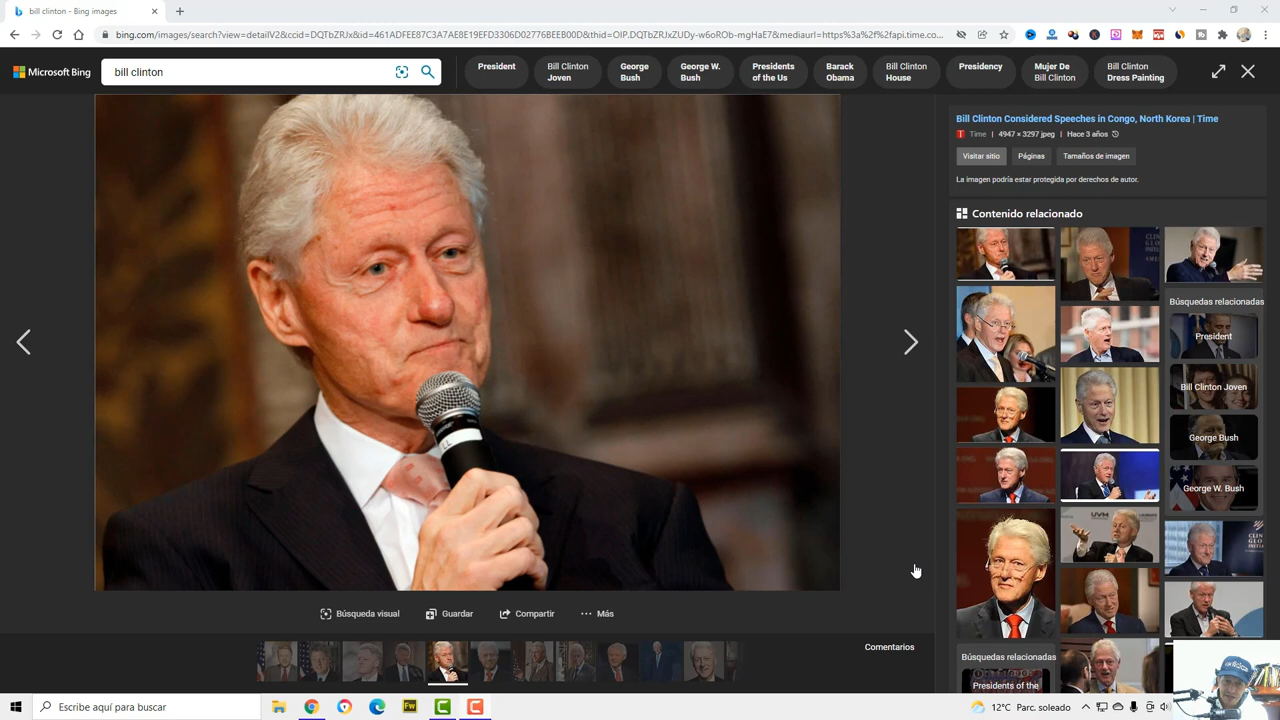 bill clinton - Bing images
bing.com/images/search?view=detailV2&ccid=DQTbZRJx&id=461ADFEE87C3A7AE8E19EFD3306D02776BEEB00D&thid=OIP.DQTbZRJxZUDy-w6oROb-mgHaE7&mediaurl=https%3a%2f%2fapi.time.co...
Microsoft Bing
bill clinton
President
Bill Clinton
Joven
George
Bush
George W.
Bush
Presidents
of the Us
Barack
Obama
Bill Clinton
House
Presidency
Mujer De
Bill Clinton
Bill Clinton
Dress Painting
Bill Clinton Considered Speeches in Congo, North Korea | Time
Time | 4947 × 3297 jpeg | Hace 3 años
Visitar sitio
Páginas
Tamaños de imagen
La imagen podría estar protegida por derechos de autor.
Contenido relacionado
Búsquedas relacionadas
President
Bill Clinton Joven
George Bush
George W. Bush
UVM
Búsqueda visual
Guardar
Compartir
Más
Comentarios
Búsquedas relacionadas
Presidents of the
Escribe aquí para buscar
Fw
12°C Parc. soleado